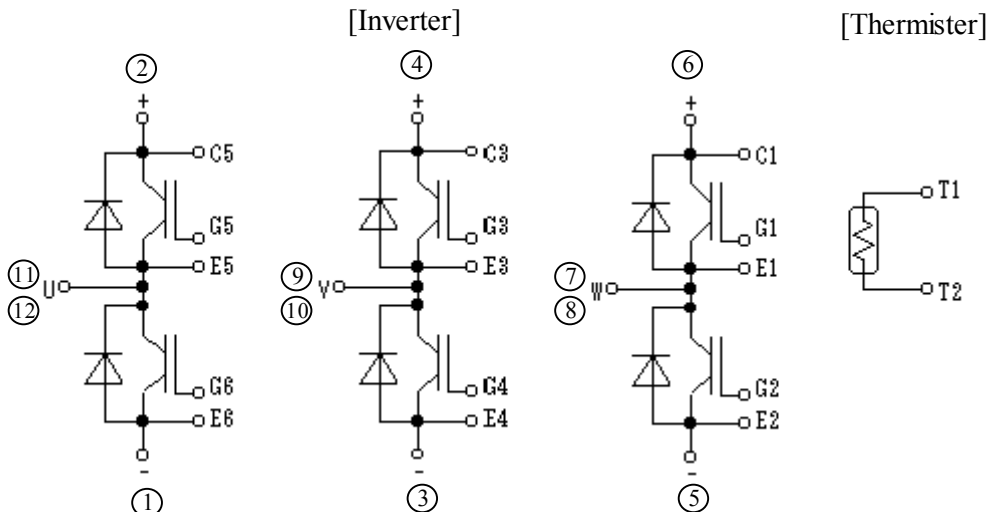 [Inverter]
[Thermister]
② ④ ⑥
+ + +
C5 C3 C1
G5 G3 G1
T1
E5 E3 E1
⑪ ⑨ ⑦
U V W
T2
⑫ ⑩ ⑧
G6 G4 G2
E6 E4 E2
- - -
① ③ ⑤